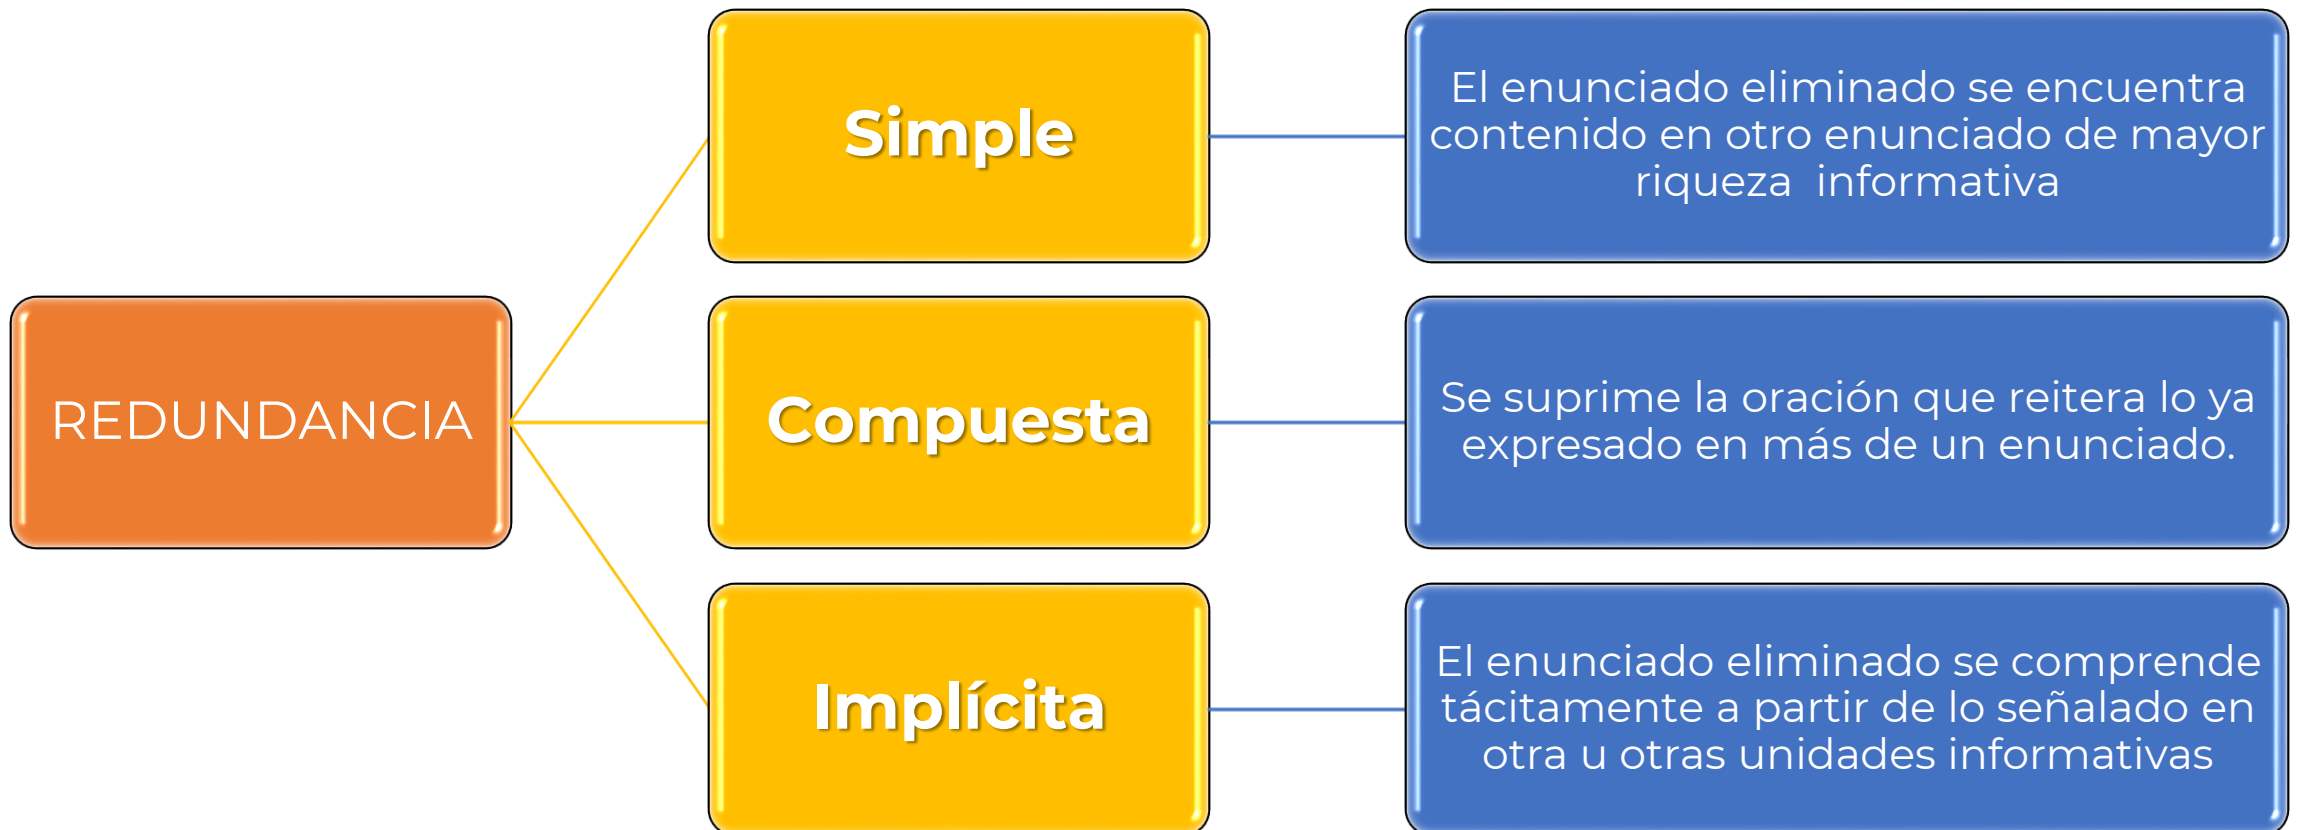 REDUNDANCIA
Simple
El enunciado eliminado se encuentra
contenido en otro enunciado de mayor
riqueza  informativa
Compuesta
Se suprime la oración que reitera lo ya
expresado en más de un enunciado.
Implícita
El enunciado eliminado se comprende
tácitamente a partir de lo señalado en
otra u otras unidades informativas